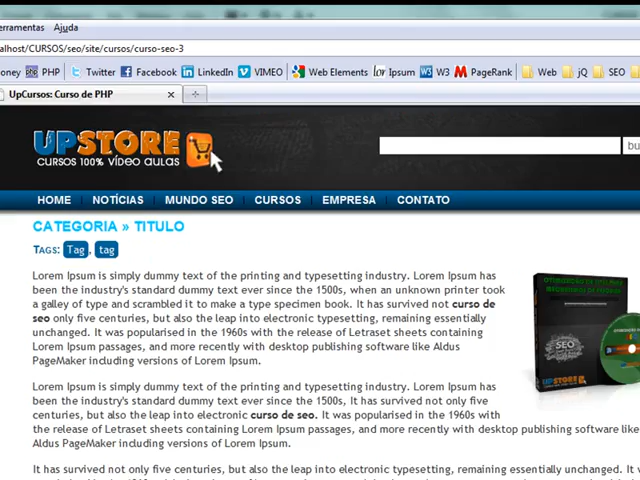 erramentas Ajuda
alhost/CURSOS/seo/site/cursos/curso-seo-3
oney php PHP Twitter Facebook LinkedIn VIMEO Web Elements lor Ipsum W3 W3 PageRank Web jQ SEO
UpCursos: Curso de PHP
UPSTORE
CURSOS 100% VÍDEO AULAS
bu
HOME NOTÍCIAS MUNDO SEO CURSOS EMPRESA CONTATO
CATEGORIA » TITULO
TAGS: Tag, tag
Lorem Ipsum is simply dummy text of the printing and typesetting industry. Lorem Ipsum has
been the industry's standard dummy text ever since the 1500s, when an unknown printer took
a galley of type and scrambled it to make a type specimen book. It has survived not curso de
seo only five centuries, but also the leap into electronic typesetting, remaining essentially
unchanged. It was popularised in the 1960s with the release of Letraset sheets containing
Lorem Ipsum passages, and more recently with desktop publishing software like Aldus
PageMaker including versions of Lorem Ipsum.
SEO
UPSTORE
Lorem Ipsum is simply dummy text of the printing and typesetting industry. Lorem Ipsum has
been the industry's standard dummy text ever since the 1500s, It has survived not only five
centuries, but also the leap into electronic curso de seo. It was popularised in the 1960s with
the release of Letraset sheets containing Lorem Ipsum passages, and more recently with desktop publishing software like
Aldus PageMaker including versions of Lorem Ipsum.
It has survived not only five centuries, but also the leap into electronic typesetting, remaining essentially unchanged. It w